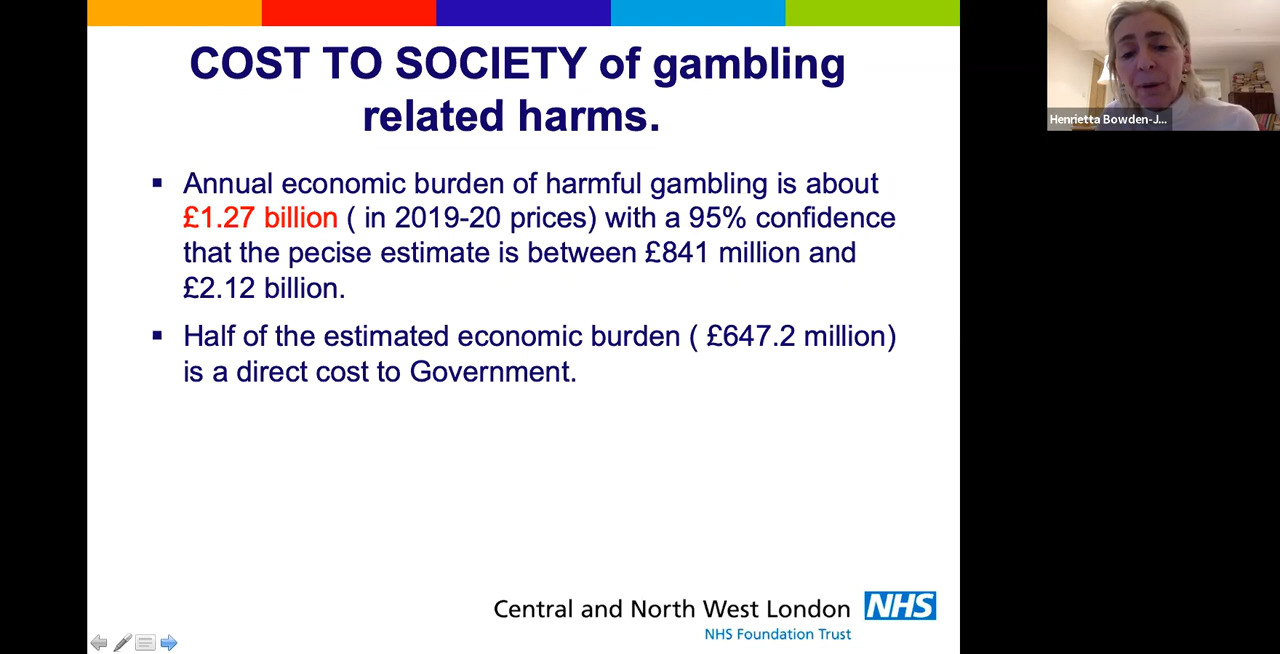 COST TO SOCIETY of gambling
related harms.
▪ Annual economic burden of harmful gambling is about
£1.27 billion ( in 2019-20 prices) with a 95% confidence
that the pecise estimate is between £841 million and
£2.12 billion.
▪ Half of the estimated economic burden ( £647.2 million)
is a direct cost to Government.
Central and North West London NHS
NHS Foundation Trust
Henrietta Bowden-J...